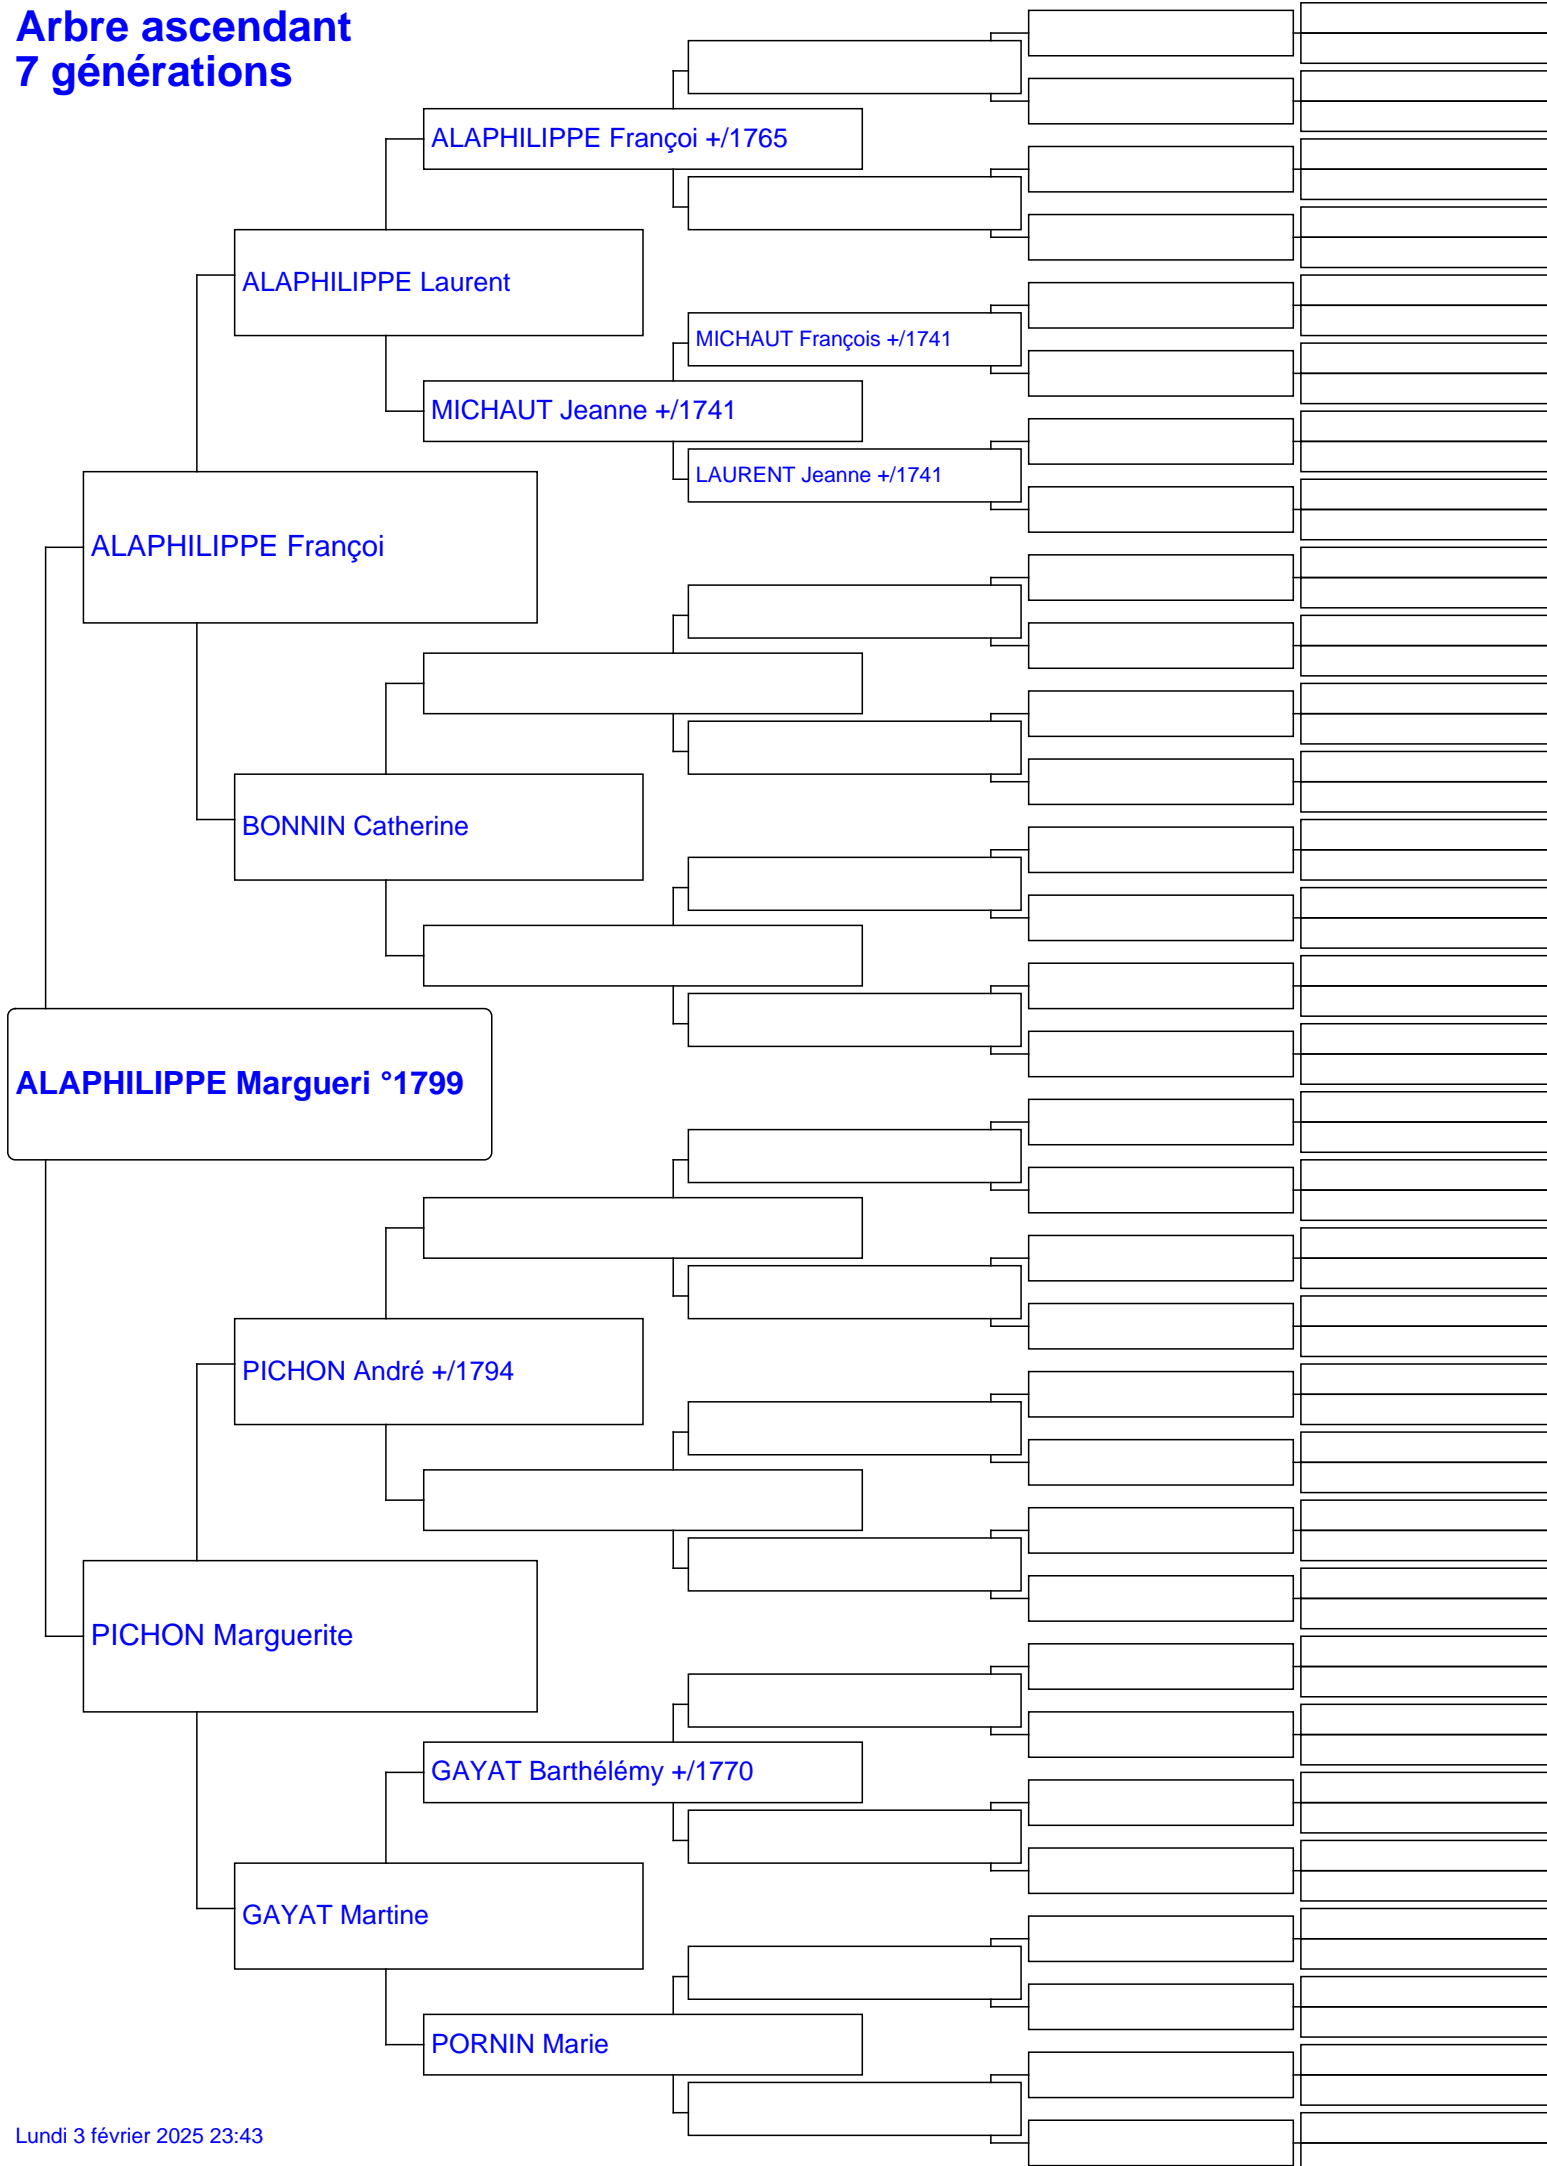 Arbre ascendant
7 générations
ALAPHILIPPE Françoi +/1765
ALAPHILIPPE Laurent
MICHAUT François +/1741
MICHAUT Jeanne +/1741
LAURENT Jeanne +/1741
ALAPHILIPPE Françoi
BONNIN Catherine
ALAPHILIPPE Margueri °1799
PICHON André +/1794
PICHON Marguerite
GAYAT Barthélémy +/1770
GAYAT Martine
PORNIN Marie
Lundi 3 février 2025 23:43